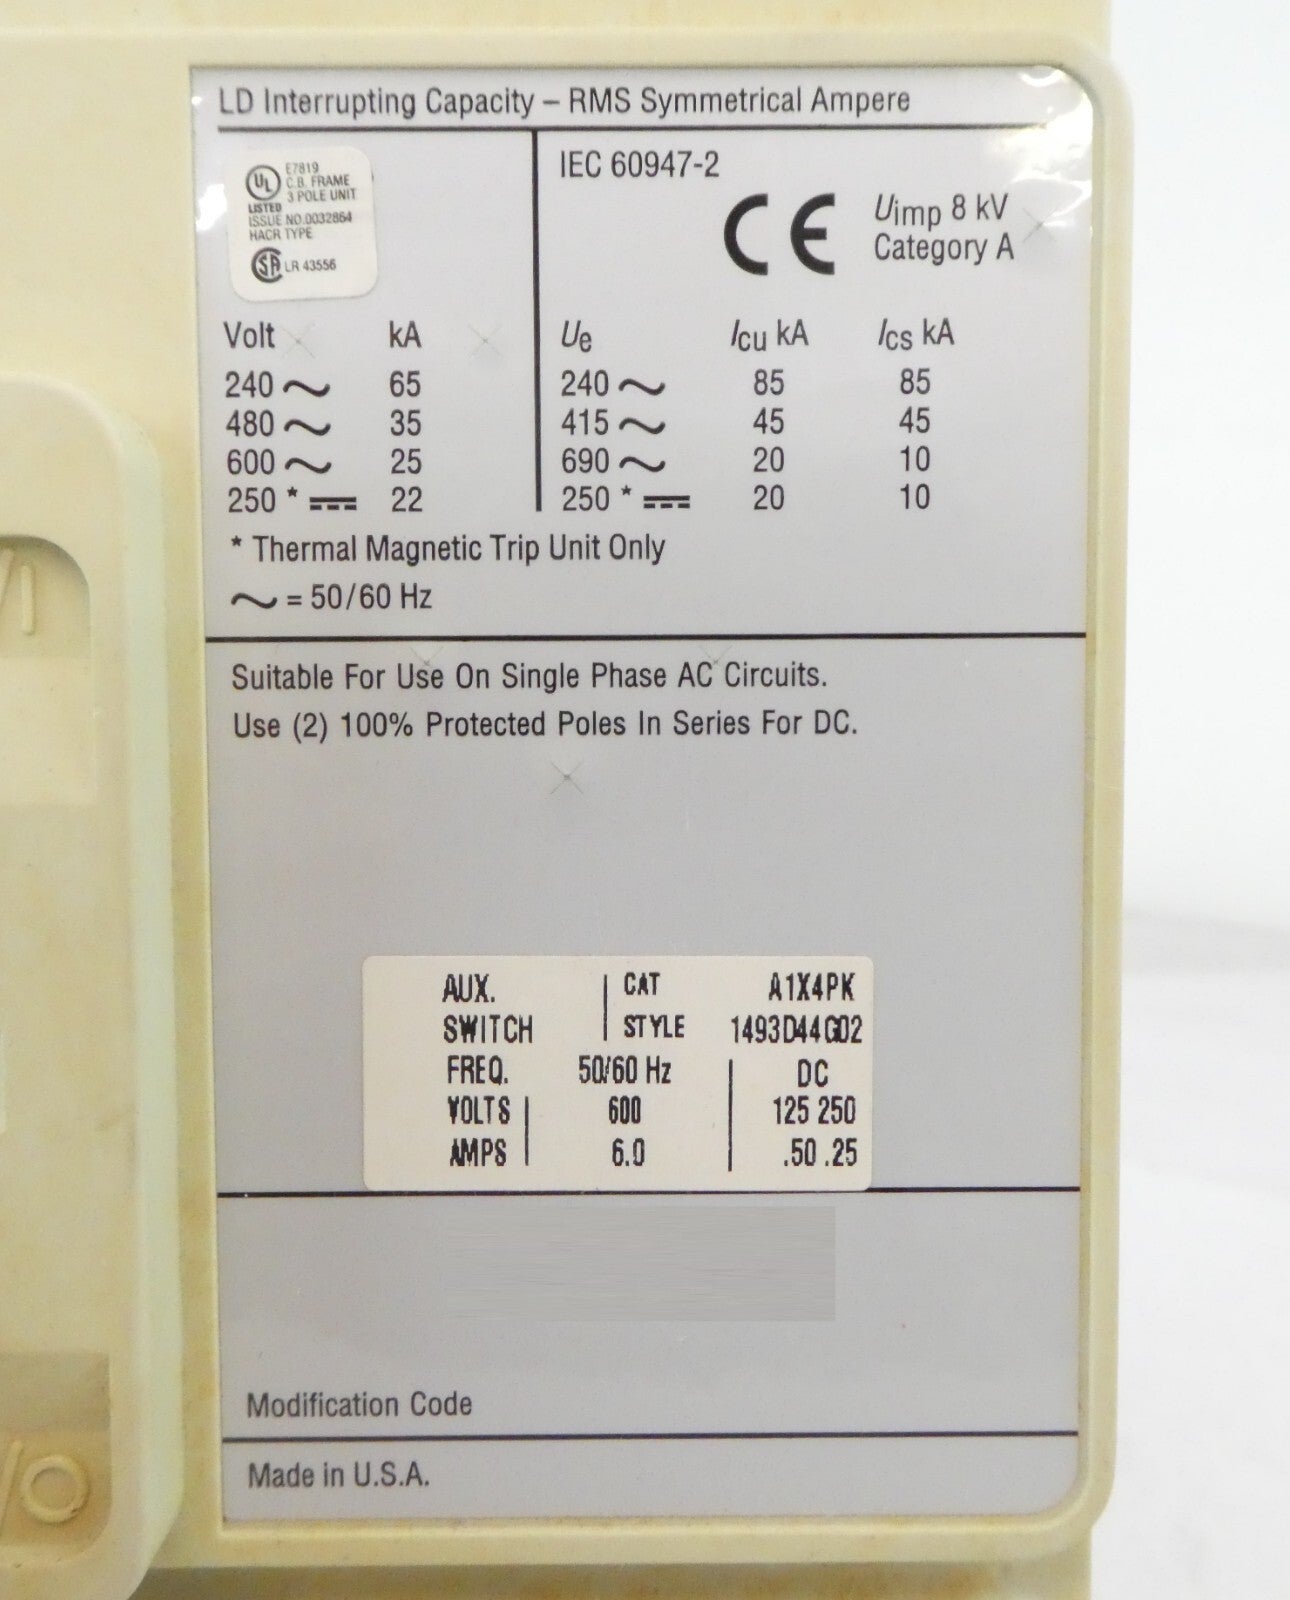 LD Interrupting Capacity – RMS Symmetrical Ampere
UL
LISTED
E7819
C.B. FRAME
3 POLE UNIT
ISSUE NO.0032864
HACR TYPE
SA LR 43556
IEC 60947-2
CE
Uimp 8 kV
Category A
Volt kA
240 ~ 65
480 ~ 35
600 ~ 25
250 * ⎓ 22
Ue Icu kA Ics kA
240 ~ 85 85
415 ~ 45 45
690 ~ 20 10
250 * ⎓ 20 10
* Thermal Magnetic Trip Unit Only
~ = 50/60 Hz
Suitable For Use On Single Phase AC Circuits.
Use (2) 100% Protected Poles In Series For DC.
AUX. CAT A1X4PK
SWITCH STYLE 1493D44G02
FREQ. 50/60 Hz DC
VOLTS 600 125 250
AMPS 6.0 .50 .25
Modification Code
Made in U.S.A.
/I
/O